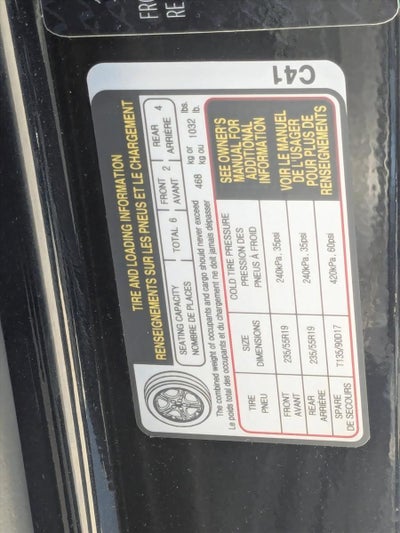 FR
RE
C41
TIRE AND LOADING INFORMATION
RENSEIGNEMENTS SUR LES PNEUS ET LE CHARGEMENT
SEATING CAPACITY TOTAL 6 FRONT 2 REAR 4
NOMBRE DE PLACES AVANT ARRIÈRE
The combined weight of occupants and cargo should never exceed 468 kg or 1032 lbs.
Le poids total des occupants et du chargement ne doit jamais dépasser kg ou lb.
TIRE SIZE COLD TIRE PRESSURE
PNEU DIMENSIONS PRESSION DES
PNEUS À FROID
FRONT 235/55R19 240kPa, 35psi
AVANT
REAR 235/55R19 240kPa, 35psi
ARRIÈRE
SPARE T135/90D17 420kPa, 60psi
DE SECOURS
SEE OWNER'S
MANUAL FOR
ADDITIONAL
INFORMATION
VOIR LE MANUEL
DE L'USAGER
POUR PLUS DE
RENSEIGNEMENTS